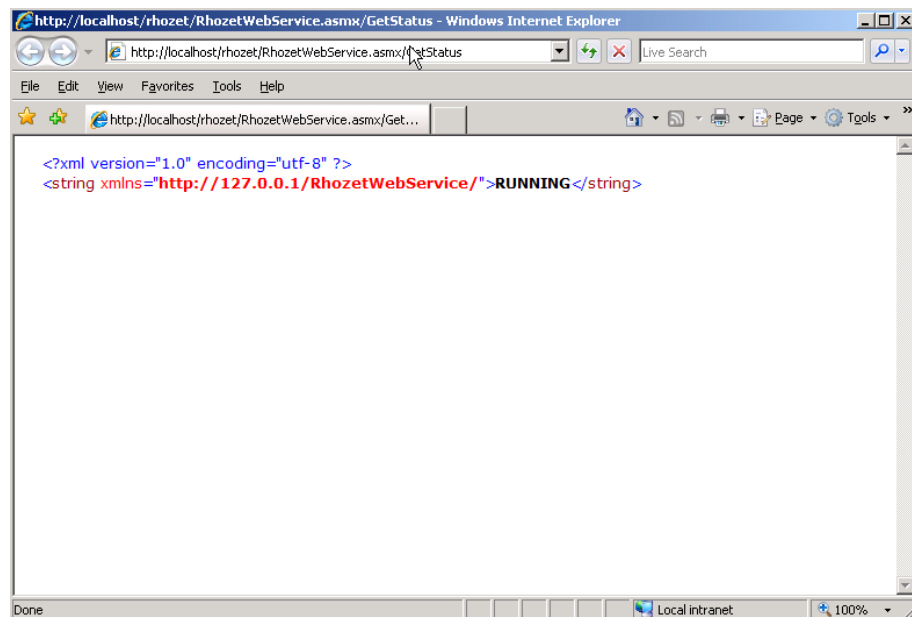 http://localhost/rhozet/RhozetWebService.asmx/GetStatus - Windows Internet Explorer
http://localhost/rhozet/RhozetWebService.asmx/GetStatus
Live Search
File Edit View Favorites Tools Help
http://localhost/rhozet/RhozetWebService.asmx/Get... Page Tools »
<?xml version="1.0" encoding="utf-8" ?>
<string xmlns="http://127.0.0.1/RhozetWebService/">RUNNING</string>
Done Local intranet 100%